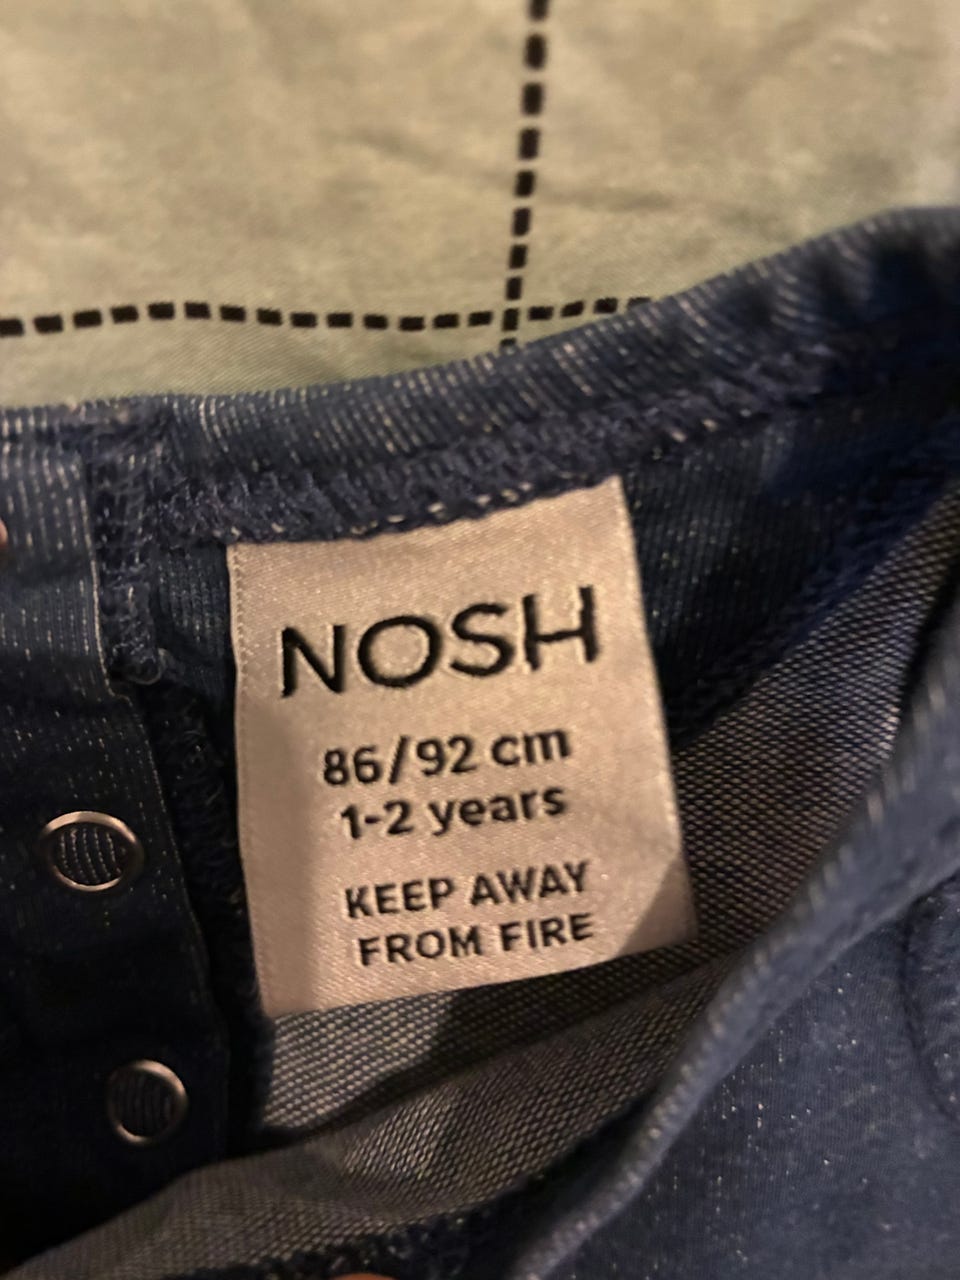 NOSH
86/92 cm
1-2 years
KEEP AWAY
FROM FIRE